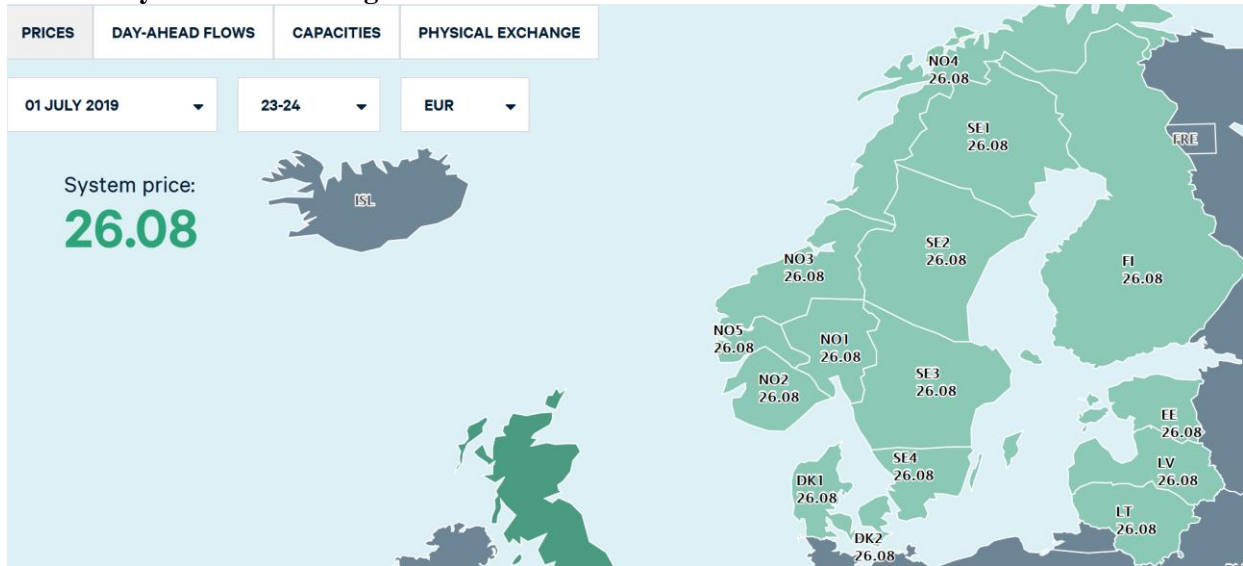 PRICES DAY-AHEAD FLOWS CAPACITIES PHYSICAL EXCHANGE
01 JULY 2019 23-24 EUR
System price:
26.08
ISL
NO4
26.08
SE1
26.08
FRE
SE2
26.08
NO3
26.08
FI
26.08
NO5
26.08
NO1
26.08
NO2
26.08
SE3
26.08
EE
26.08
SE4
26.08
LV
26.08
DK1
26.08
LT
26.08
DK2
26.08